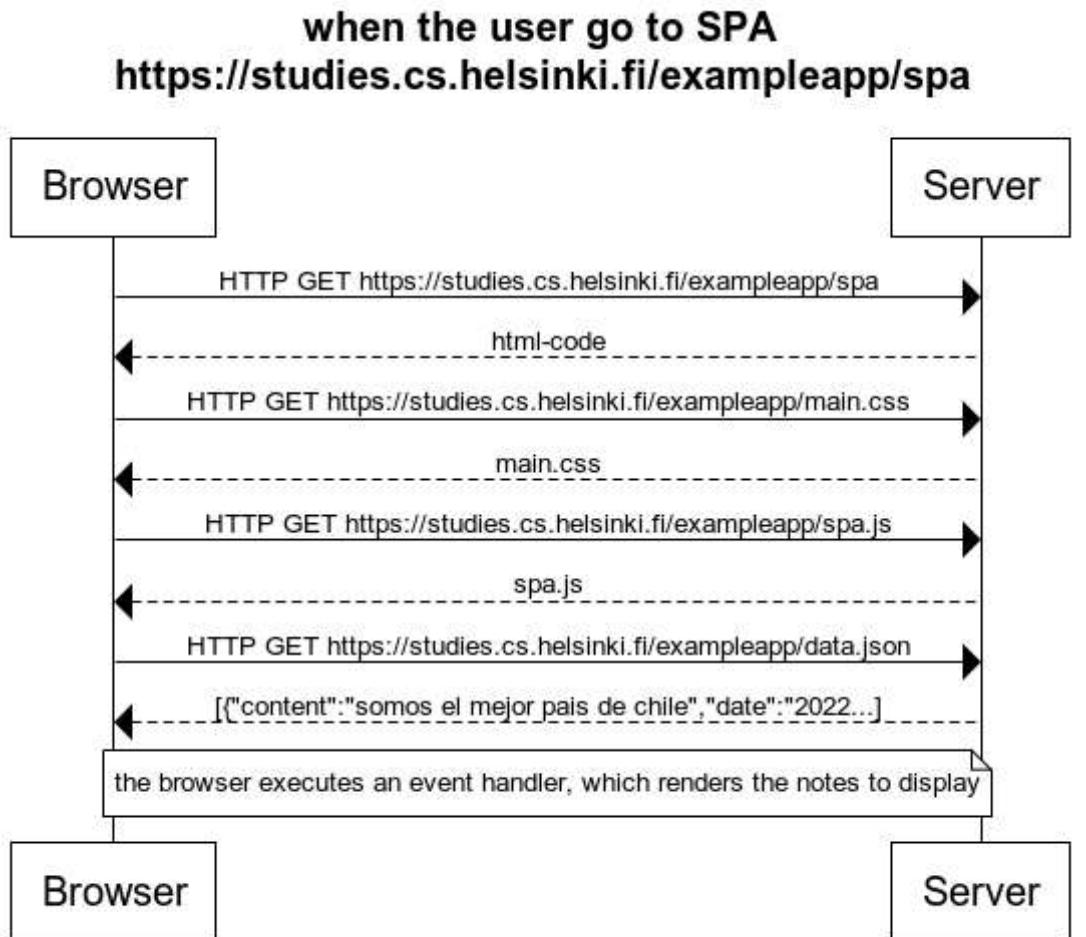 when the user go to SPA
https://studies.cs.helsinki.fi/exampleapp/spa
Browser
Server
HTTP GET https://studies.cs.helsinki.fi/exampleapp/spa
html-code
HTTP GET https://studies.cs.helsinki.fi/exampleapp/main.css
main.css
HTTP GET https://studies.cs.helsinki.fi/exampleapp/spa.js
spa.js
HTTP GET https://studies.cs.helsinki.fi/exampleapp/data.json
[{"content":"somos el mejor pais de chile","date":"2022...]
the browser executes an event handler, which renders the notes to display
Browser
Server